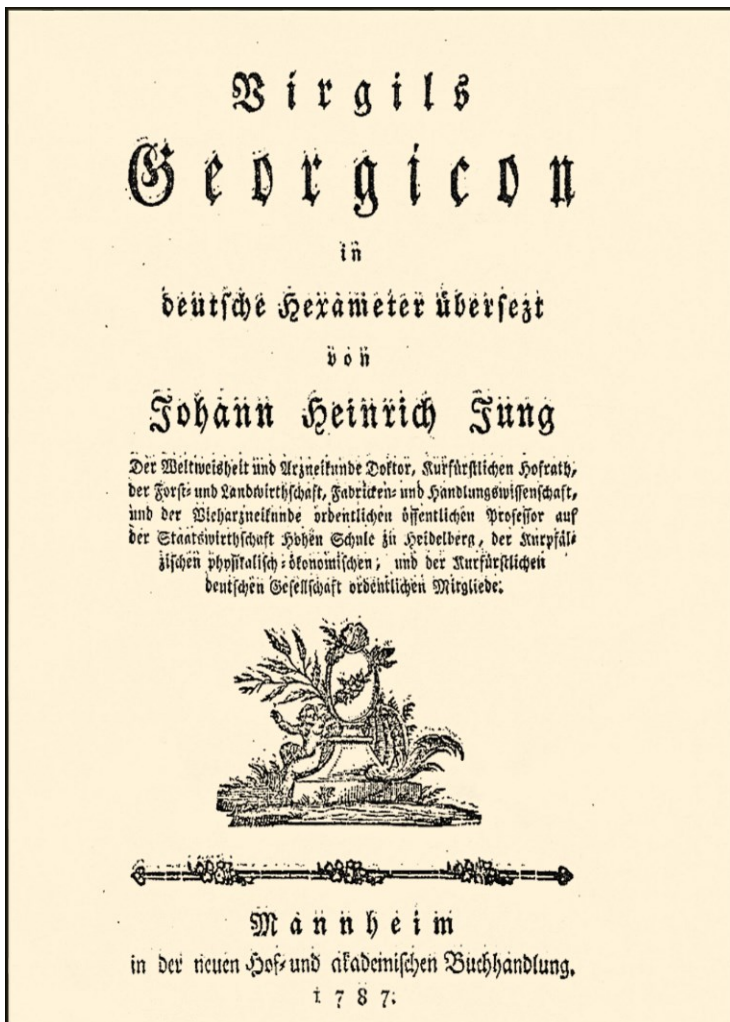 Virgils
Georgicon
in
deutsche Hexameter übersezt
von
Johann Heinrich Jung
Der Weltweisheit und Arzneikunde Doktor, Kurfürstlichen Hofrath,
der Forst- und Landwirthschaft, Fabricken- und Handlungswissenschaft,
und der Vieharzneikunde ordentlichen öffentlichen Professor auf
der Staatswirthschaft Hohen Schule zu Heidelberg, der Kurpfäl-
zischen physikalisch-ökonomischen, und der Kurfürstlichen
deutschen Gesellschaft ordentlichen Mitgliede.
Mannheim
in der neuen Hof- und akademischen Buchhandlung.
1787.